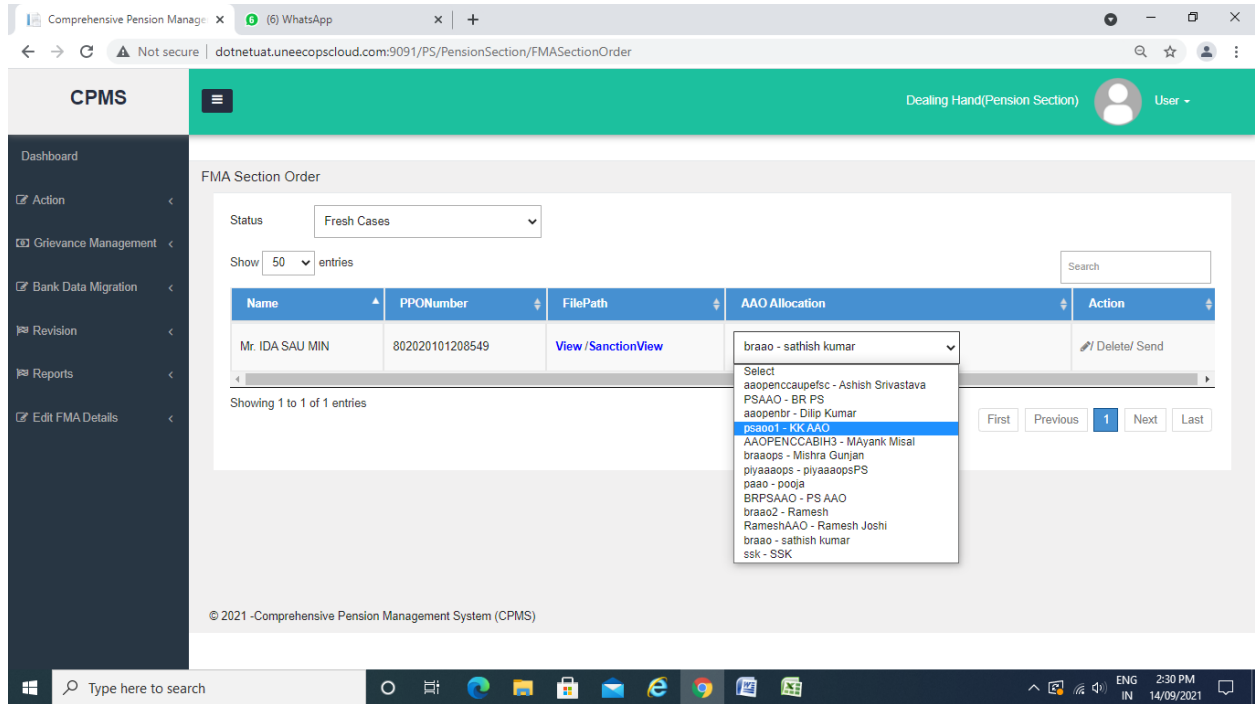 Comprehensive Pension Manage
(6) WhatsApp
Not secure | dotnetuat.uneecopscloud.com:9091/PS/PensionSection/FMASectionOrder
CPMS
Dealing Hand(Pension Section)
User
Dashboard
Action
Grievance Management
Bank Data Migration
Revision
Reports
Edit FMA Details
FMA Section Order
Status
Fresh Cases
Show 50 entries
Search
Name PPONumber FilePath AAO Allocation Action
Mr. IDA SAU MIN 802020101208549 View /SanctionView braao - sathish kumar / Delete/ Send
Select
aaopenccaupefsc - Ashish Srivastava
PSAAO - BR PS
aaopenbr - Dilip Kumar
psaoo1 - KK AAO
AAOPENCCABIH3 - MAyank Misal
braaops - Mishra Gunjan
piyaaaops - piyaaaopsPS
paao - pooja
BRPSAAO - PS AAO
braao2 - Ramesh
RameshAAO - Ramesh Joshi
braao - sathish kumar
ssk - SSK
Showing 1 to 1 of 1 entries
First Previous 1 Next Last
© 2021 -Comprehensive Pension Management System (CPMS)
Type here to search
ENG
IN
2:30 PM
14/09/2021